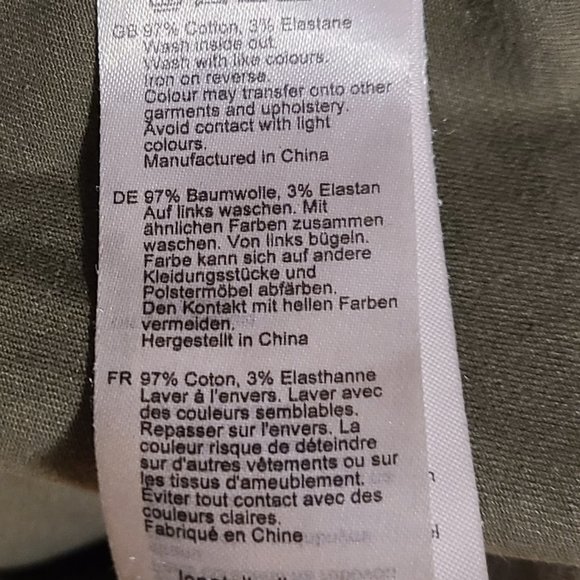 GB 97% Cotton, 3% Elastane
Wash inside out.
Wash with like colours.
Iron on reverse.
Colour may transfer onto other
garments and upholstery.
Avoid contact with light
colours.
Manufactured in China
DE 97% Baumwolle, 3% Elastan
Auf links waschen. Mit
ähnlichen Farben zusammen
waschen. Von links bügeln.
Farbe kann sich auf andere
Kleidungsstücke und
Polstermöbel abfärben.
Den Kontakt mit hellen Farben
vermeiden.
Hergestellt in China
FR 97% Coton, 3% Elasthanne
Laver à l'envers. Laver avec
des couleurs semblables.
Repasser sur l'envers. La
couleur risque de déteindre
sur d'autres vêtements ou sur
les tissus d'ameublement.
Éviter tout contact avec des
couleurs claires.
Fabriqué en Chine